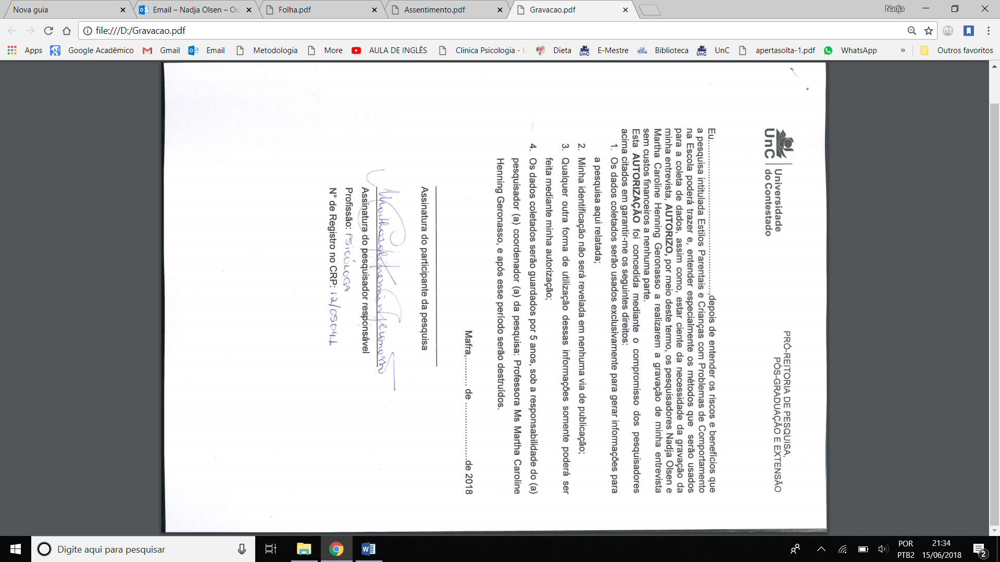 Nova guia
Email – Nadja Olsen – Ou
Folha.pdf
Assentimento.pdf
Gravacao.pdf
Nadja
file:///D:/Gravacao.pdf
Apps
Google Acadêmico
Gmail
Email
Metodologia
More
AULA DE INGLÊS
Clinica Psicologia - U
Dieta
E-Mestre
Biblioteca
UnC
apertasolta-1.pdf
WhatsApp
»
Outros favoritos
UnC
Universidade
do Contestado
PRÓ-REITORIA DE PESQUISA,
PÓS-GRADUAÇÃO E EXTENSÃO
Eu..........................................................,depois de entender os riscos e benefícios que
a pesquisa intitulada Estilos Parentais e Crianças com Problemas de Comportamento
na Escola poderá trazer e, entender especialmente os métodos que serão usados
para a coleta de dados, assim como, estar ciente da necessidade da gravação da
minha entrevista, AUTORIZO, por meio deste termo, os pesquisadores Nadja Olsen e
Martha Caroline Henning Geronasso a realizarem a gravação de minha entrevista
sem custos financeiros a nenhuma parte.
Esta AUTORIZAÇÃO foi concedida mediante o compromisso dos pesquisadores
acima citados em garantir-me os seguintes direitos:
1. Os dados coletados serão usados exclusivamente para gerar informações para
a pesquisa aqui relatada;
2. Minha identificação não será revelada em nenhuma via de publicação;
3. Qualquer outra forma de utilização dessas informações somente poderá ser
feita mediante minha autorização;
4. Os dados coletados serão guardados por 5 anos, sob a responsabilidade do (a)
pesquisador (a) coordenador (a) da pesquisa: Professora Ms Martha Caroline
Henning Geronasso, e após esse período serão destruídos.
Mafra,.......... de ......................de 2018
Assinatura do participante da pesquisa
Assinatura do pesquisador responsável
Profissão: PSICÓLOGA
N° de Registro no CRP: 12/05041
Digite aqui para pesquisar
POR
PTB2
21:34
15/06/2018
2